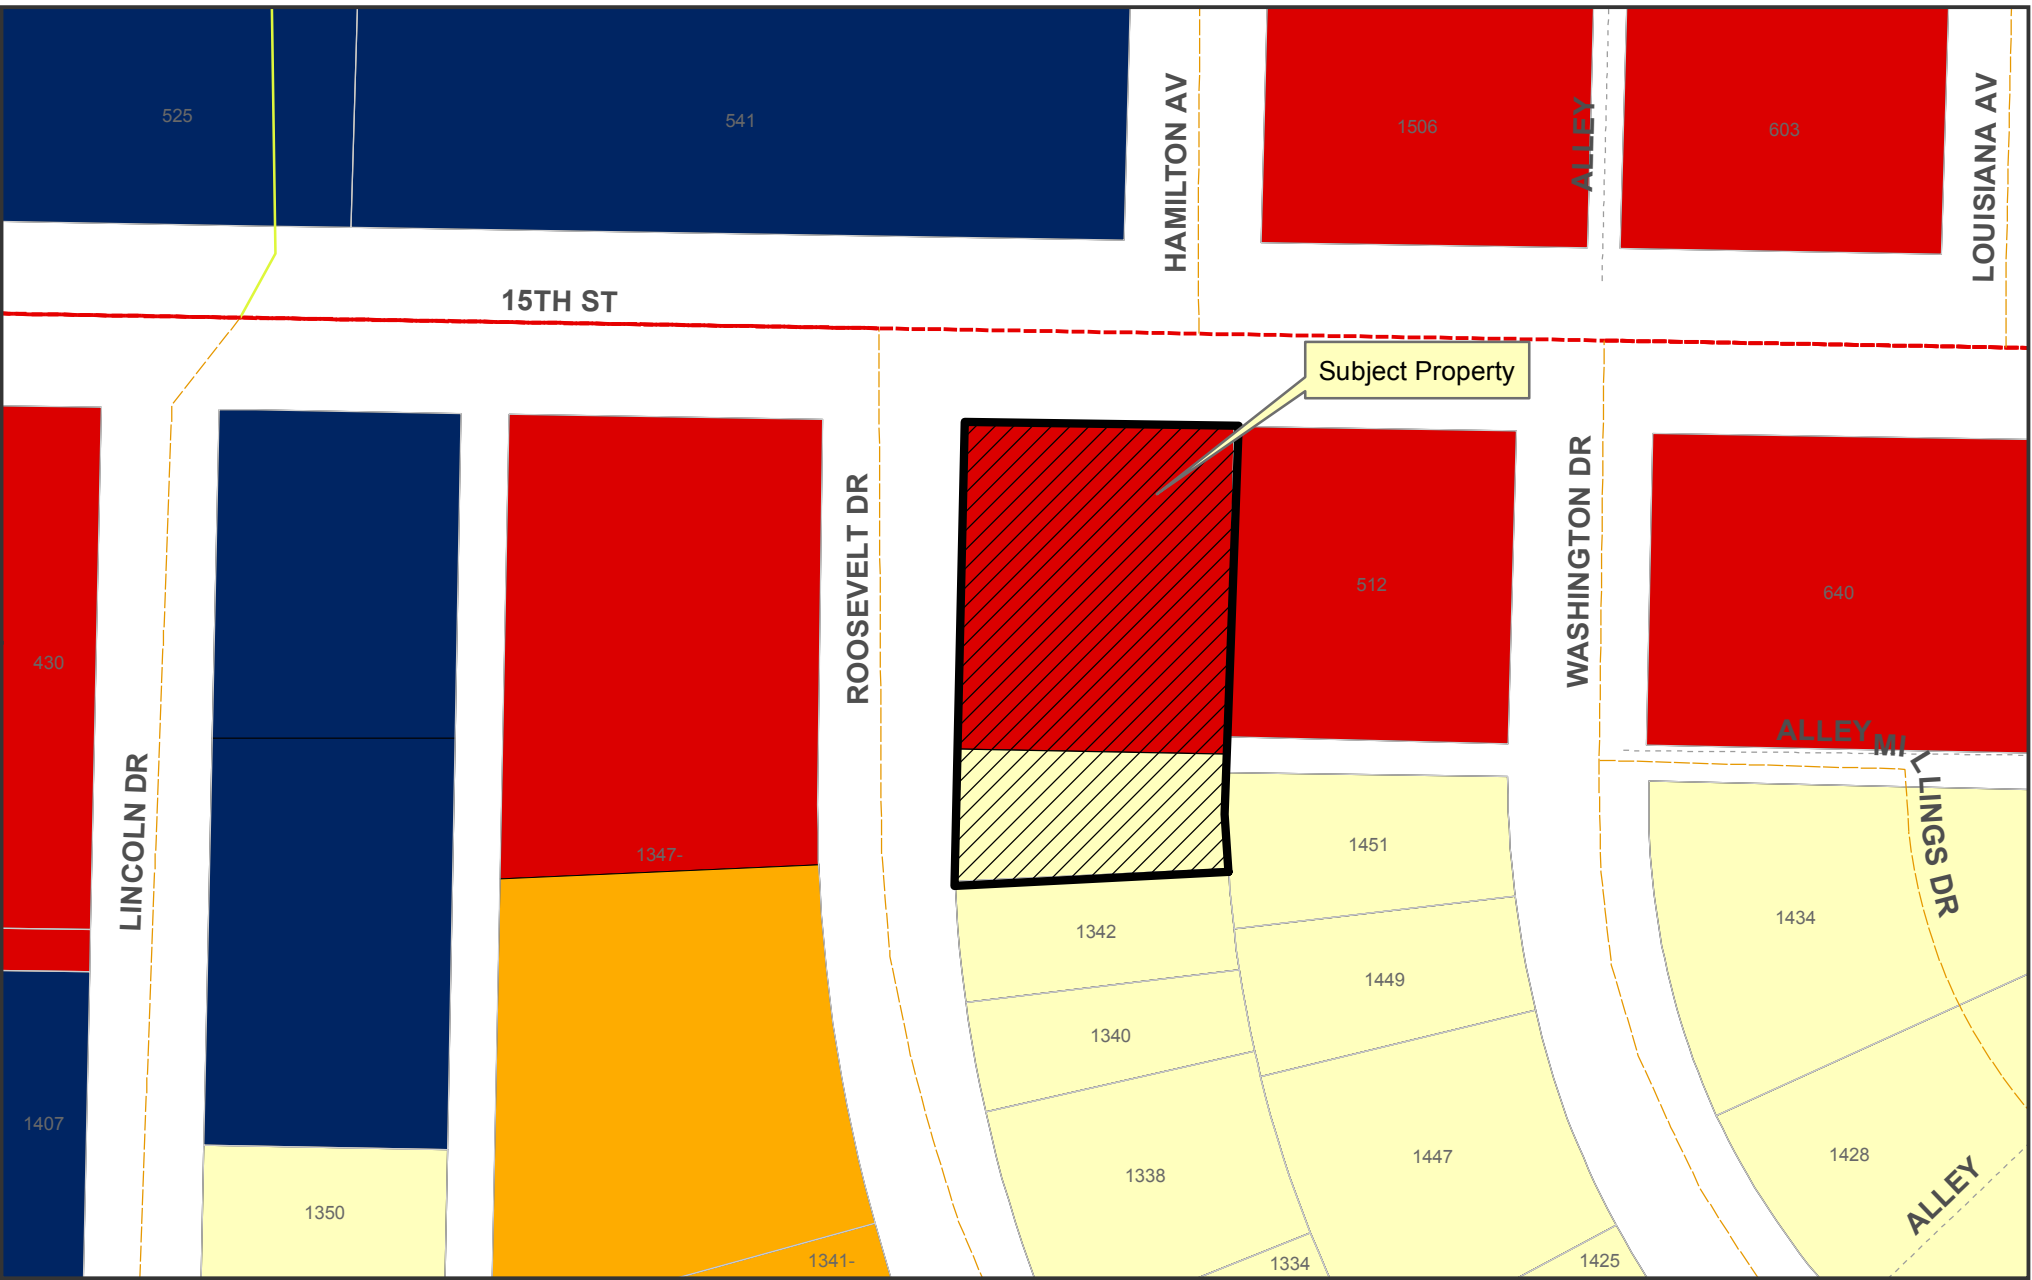 525
541
HAMILTON AV
1506
ALLEY
603
LOUISIANA AV
15TH ST
Subject Property
430
LINCOLN DR
1347-
ROOSEVELT DR
512
WASHINGTON DR
640
ALLEY
MILLINGS DR
1451
1434
1342
1449
1340
1407
1338
1447
1428
ALLEY
1350
1341-
1334
1425